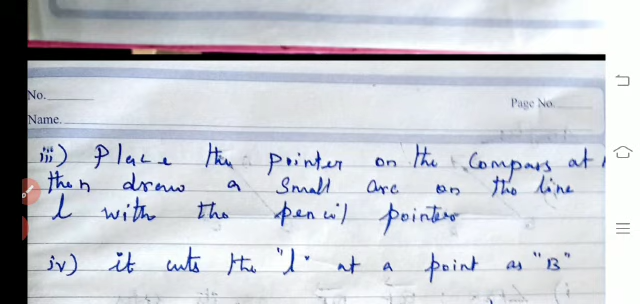 No.
Page No.
Name.
iii) Place the pointer on the Compass at
then draw a Small arc on the line
l with the pencil pointer
iv) it cuts the "l" at a point as "B"